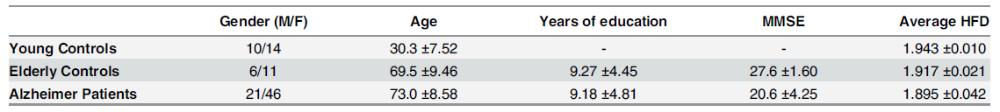 Gender (M/F) Age Years of education MMSE Average HFD
Young Controls 10/14 30.3 ±7.52 - - 1.943 ±0.010
Elderly Controls 6/11 69.5 ±9.46 9.27 ±4.45 27.6 ±1.60 1.917 ±0.021
Alzheimer Patients 21/46 73.0 ±8.58 9.18 ±4.81 20.6 ±4.25 1.895 ±0.042